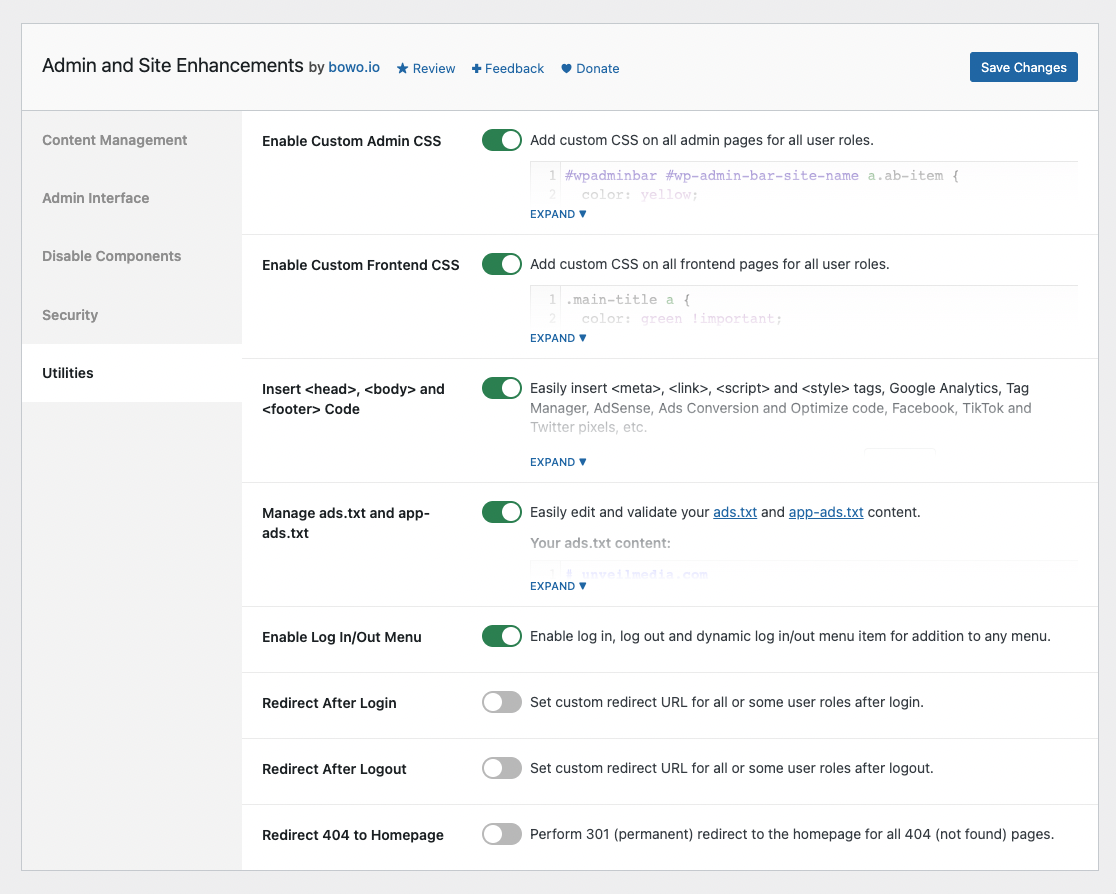 Admin and Site Enhancements by bowo.io Review Feedback Donate
Save Changes
Content Management
Admin Interface
Disable Components
Security
Utilities
Enable Custom Admin CSS
Add custom CSS on all admin pages for all user roles.
1 #wpadminbar #wp-admin-bar-site-name a.ab-item {
2 color: yellow;
EXPAND ▼
Enable Custom Frontend CSS
Add custom CSS on all frontend pages for all user roles.
1 .main-title a {
2 color: green !important;
EXPAND ▼
Insert <head>, <body> and
<footer> Code
Easily insert <meta>, <link>, <script> and <style> tags, Google Analytics, Tag
Manager, AdSense, Ads Conversion and Optimize code, Facebook, TikTok and
Twitter pixels, etc.
EXPAND ▼
Manage ads.txt and app-
ads.txt
Easily edit and validate your ads.txt and app-ads.txt content.
Your ads.txt content:
1 # unveilmedia.com
EXPAND ▼
Enable Log In/Out Menu
Enable log in, log out and dynamic log in/out menu item for addition to any menu.
Redirect After Login
Set custom redirect URL for all or some user roles after login.
Redirect After Logout
Set custom redirect URL for all or some user roles after logout.
Redirect 404 to Homepage
Perform 301 (permanent) redirect to the homepage for all 404 (not found) pages.